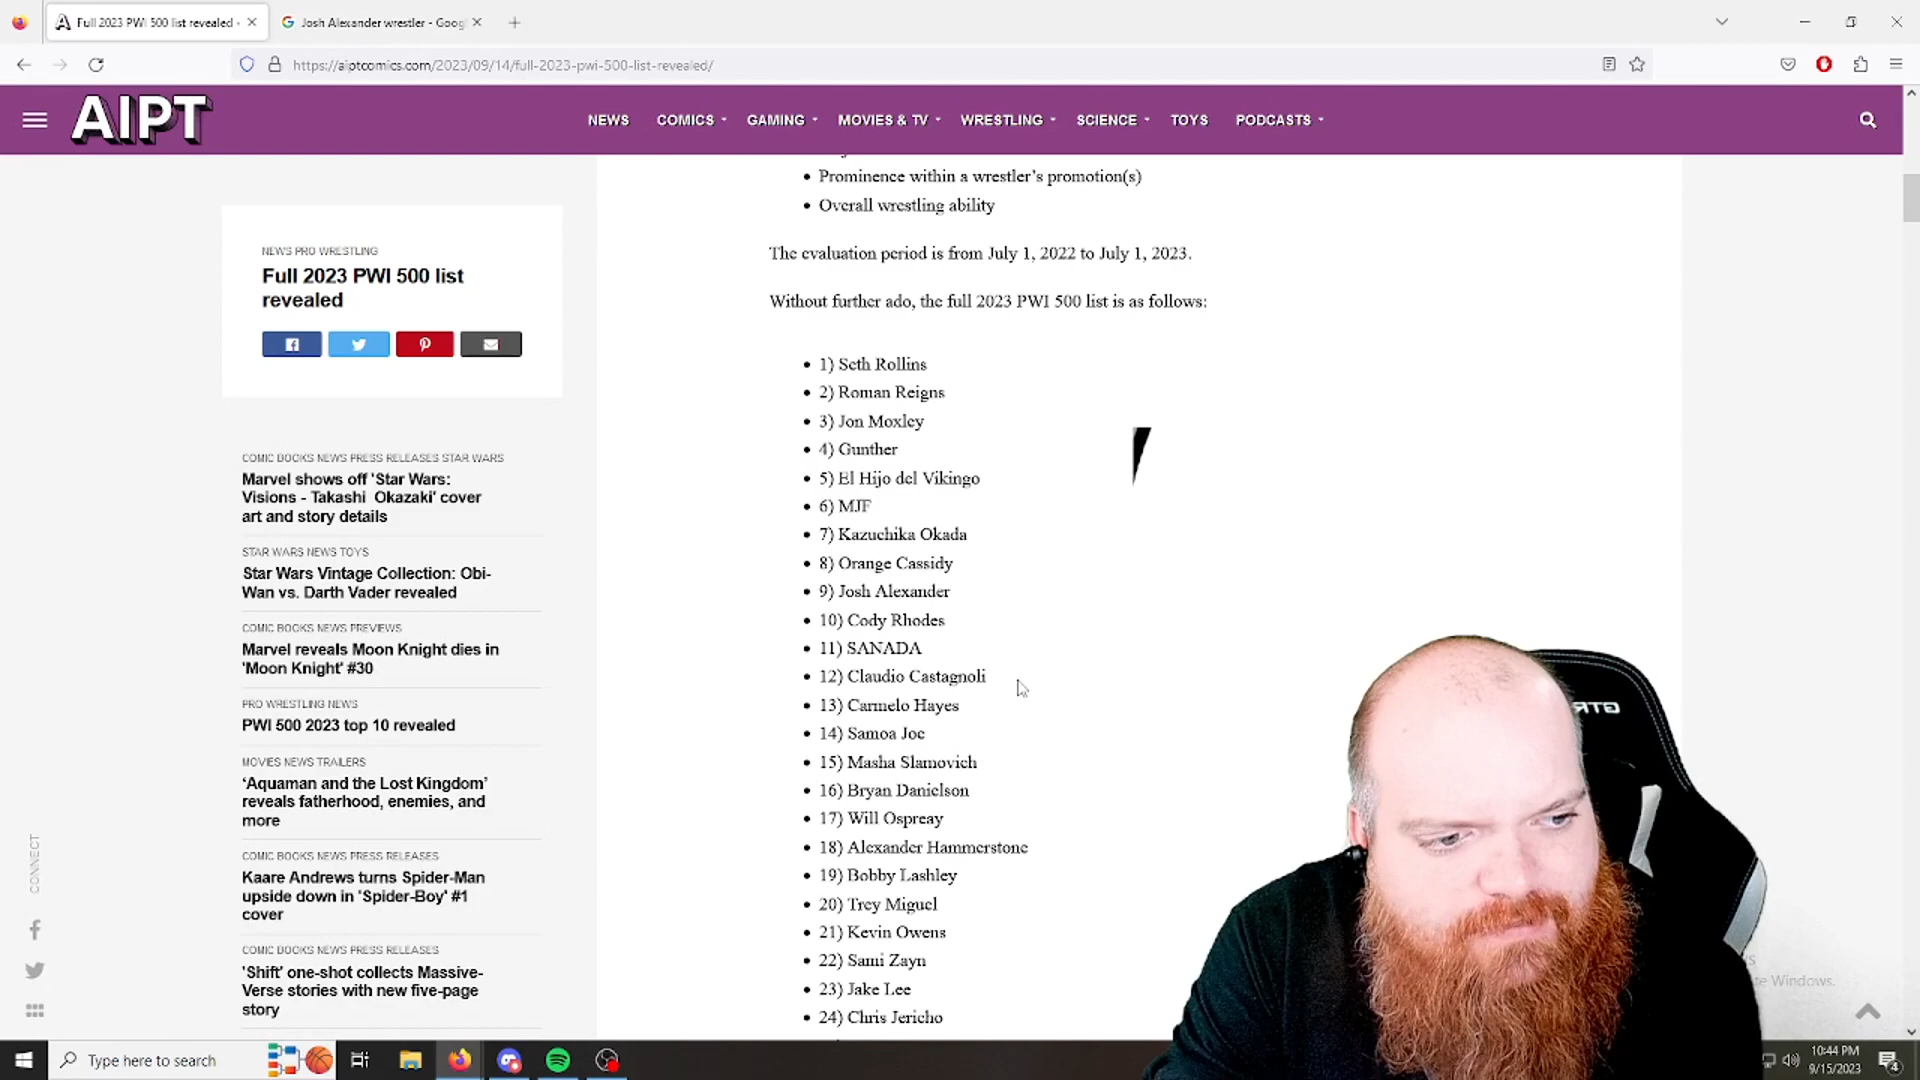 Full 2023 PWI 500 list revealed -
Josh Alexander wrestler - Goog
https://aiptcomics.com/2023/09/14/full-2023-pwi-500-list-revealed/
AIPT
NEWS COMICS GAMING MOVIES & TV WRESTLING SCIENCE TOYS PODCASTS
Prominence within a wrestler's promotion(s)
Overall wrestling ability
The evaluation period is from July 1, 2022 to July 1, 2023.
Without further ado, the full 2023 PWI 500 list is as follows:
1) Seth Rollins
2) Roman Reigns
3) Jon Moxley
4) Gunther
5) El Hijo del Vikingo
6) MJF
7) Kazuchika Okada
8) Orange Cassidy
9) Josh Alexander
10) Cody Rhodes
11) SANADA
12) Claudio Castagnoli
13) Carmelo Hayes
14) Samoa Joe
15) Masha Slamovich
16) Bryan Danielson
17) Will Ospreay
18) Alexander Hammerstone
19) Bobby Lashley
20) Trey Miguel
21) Kevin Owens
22) Sami Zayn
23) Jake Lee
24) Chris Jericho
NEWS PRO WRESTLING
Full 2023 PWI 500 list
revealed
COMIC BOOKS NEWS PRESS RELEASES STAR WARS
Marvel shows off 'Star Wars:
Visions - Takashi Okazaki' cover
art and story details
STAR WARS NEWS TOYS
Star Wars Vintage Collection: Obi-
Wan vs. Darth Vader revealed
COMIC BOOKS NEWS PREVIEWS
Marvel reveals Moon Knight dies in
'Moon Knight' #30
PRO WRESTLING NEWS
PWI 500 2023 top 10 revealed
MOVIES NEWS TRAILERS
‘Aquaman and the Lost Kingdom’
reveals fatherhood, enemies, and
more
COMIC BOOKS NEWS PRESS RELEASES
Kaare Andrews turns Spider-Man
upside down in 'Spider-Boy' #1
cover
COMIC BOOKS NEWS PRESS RELEASES
'Shift' one-shot collects Massive-
Verse stories with new five-page
story
CONNECT
GTR
te Windows.
Type here to search
10:44 PM
9/15/2023
4